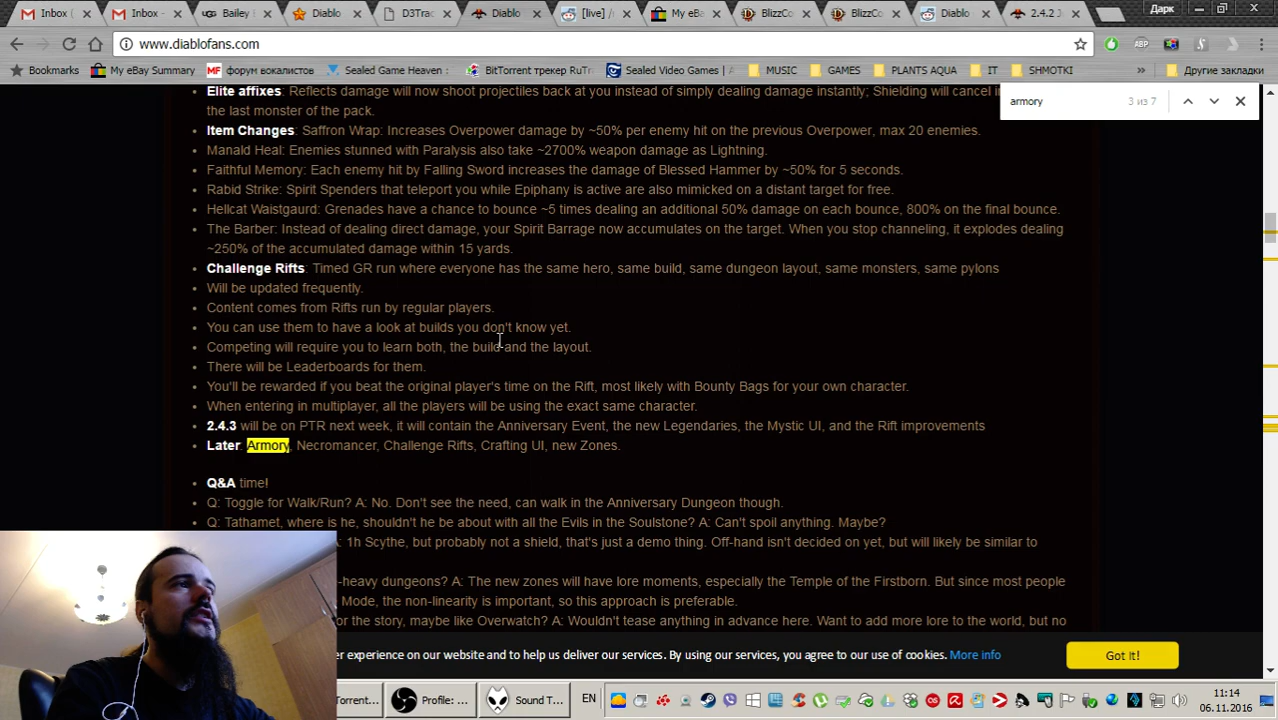 Inbox (
Inbox -
UGG Bailey
Diablo
D3Trac
Diablo
[live] /r
My eBa
BlizzCo
BlizzCo
Diablo
2.4.2 J
Дарк
www.diablofans.com
ABP
Bookmarks
My eBay Summary
MF форум вокалистов
Sealed Game Heaven :
BitTorrent трекер RuTr
Sealed Video Games |
MUSIC
GAMES
PLANTS AQUA
IT
SHMOTKI
»
Другие закладки
armory
3 из 7
Elite affixes: Reflects damage will now shoot projectiles back at you instead of simply dealing damage instantly; Shielding will cancel
the last monster of the pack.
Item Changes: Saffron Wrap: Increases Overpower damage by ~50% per enemy hit on the previous Overpower, max 20 enemies.
Manald Heal: Enemies stunned with Paralysis also take ~2700% weapon damage as Lightning.
Faithful Memory: Each enemy hit by Falling Sword increases the damage of Blessed Hammer by ~50% for 5 seconds.
Rabid Strike: Spirit Spenders that teleport you while Epiphany is active are also mimicked on a distant target for free.
Hellcat Waistgaurd: Grenades have a chance to bounce ~5 times dealing an additional 50% damage on each bounce, 800% on the final bounce.
The Barber: Instead of dealing direct damage, your Spirit Barrage now accumulates on the target. When you stop channeling, it explodes dealing
~250% of the accumulated damage within 15 yards.
Challenge Rifts: Timed GR run where everyone has the same hero, same build, same dungeon layout, same monsters, same pylons
Will be updated frequently.
Content comes from Rifts run by regular players.
You can use them to have a look at builds you don't know yet.
Competing will require you to learn both, the build and the layout.
There will be Leaderboards for them.
You'll be rewarded if you beat the original player's time on the Rift, most likely with Bounty Bags for your own character.
When entering in multiplayer, all the players will be using the exact same character.
2.4.3 will be on PTR next week, it will contain the Anniversary Event, the new Legendaries, the Mystic UI, and the Rift improvements
Later: Armory, Necromancer, Challenge Rifts, Crafting UI, new Zones.
Q&A time!
Q: Toggle for Walk/Run? A: No. Don't see the need, can walk in the Anniversary Dungeon though.
Q: Tathamet, where is he, shouldn't he be about with all the Evils in the Soulstone? A: Can't spoil anything. Maybe?
1h Scythe, but probably not a shield, that's just a demo thing. Off-hand isn't decided on yet, but will likely be similar to
-heavy dungeons? A: The new zones will have lore moments, especially the Temple of the Firstborn. But since most people
Mode, the non-linearity is important, so this approach is preferable.
or the story, maybe like Overwatch? A: Wouldn't tease anything in advance here. Want to add more lore to the world, but no
er experience on our website and to help us deliver our services. By using our services, you agree to our use of cookies. More info
Got it!
Torrent...
Profile: ...
Sound T...
EN
11:14
06.11.2016